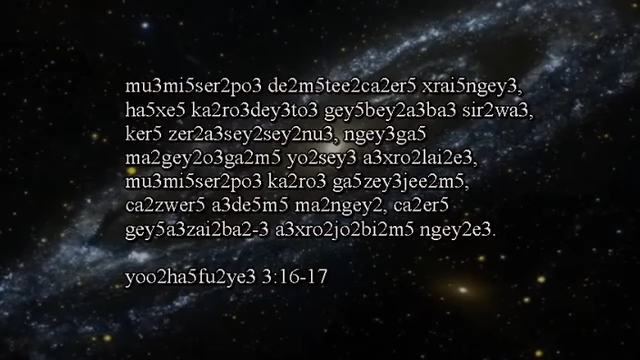 mu3mi5ser2po3 de2m5tee2ca2er5 xrai5ngey3,
ha5xe5 ka2ro3dey3to3 gey5bey2a3ba3 sir2wa3,
ker5 zer2a3sey2sey2nu3, ngey3ga5
ma2gey2o3ga2m5 yo2sey3 a3xro2lai2e3,
mu3mi5ser2po3 ka2ro3 ga5zey3jee2m5,
ca2zwer5 a3de5m5 ma2ngey2, ca2er5
gey5a3zai2ba2-3 a3xro2jo2bi2m5 ngey2e3.
yoo2ha5fu2ye3 3:16-17